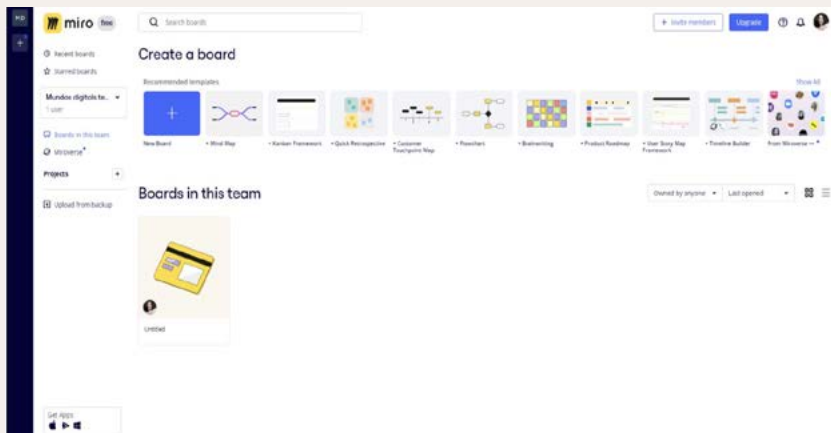 MD
miro free
Search boards
+ Invite members
Upgrade
Recent boards
Starred boards
Mundos digitals te..
1 user
Boards in this team
Miroverse
Projects
+
Upload from backup
Create a board
Recommended templates
Show All
New Board
• Mind Map
• Kanban Framework
• Quick Retrospective
• Customer
Touchpoint Map
• Flowchart
• Brainwriting
• Product Roadmap
• User Story Map
Framework
• Timeline Builder
From Miroverse →
Boards in this team
Owned by anyone
Last opened
Untitled
Get Apps